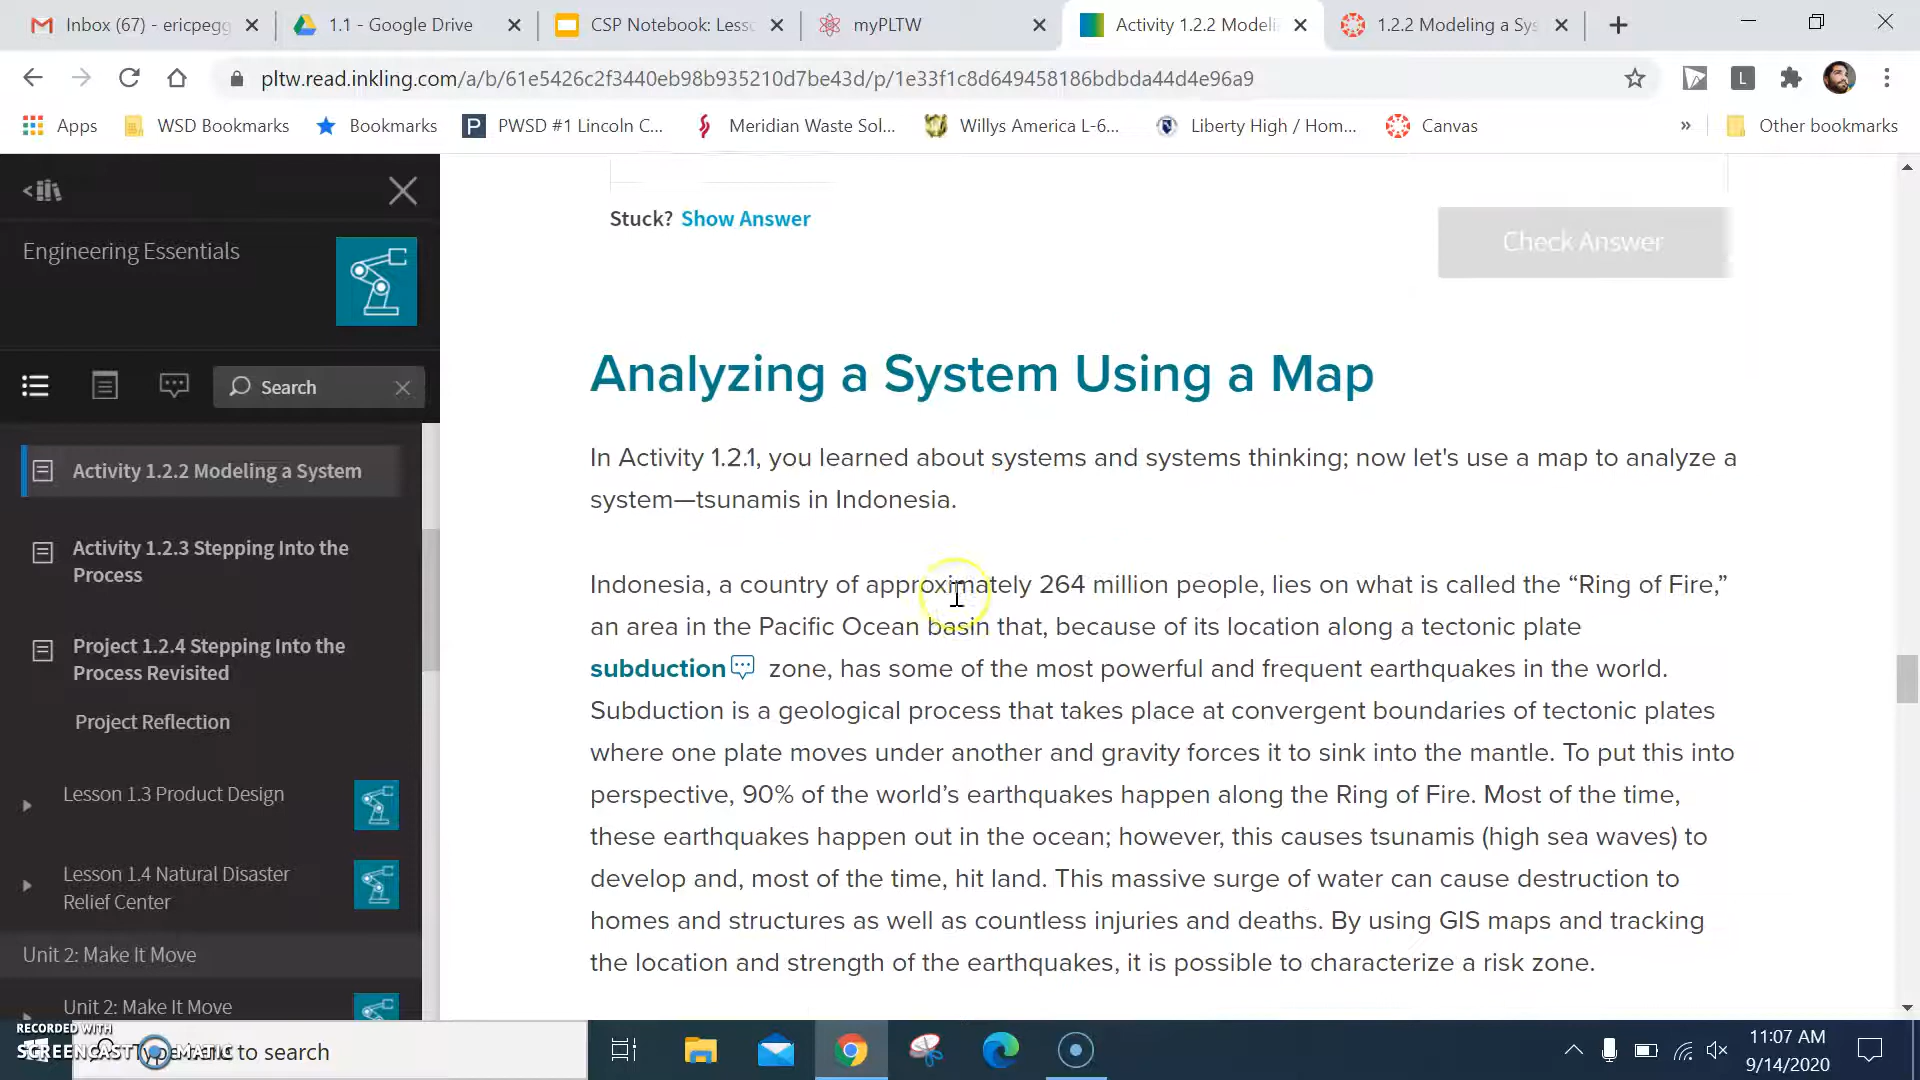 Inbox (67) - ericpegg
1.1 - Google Drive
CSP Notebook: Less
myPLTW
Activity 1.2.2 Modeli
1.2.2 Modeling a Sys
pltw.read.inkling.com/a/b/61e5426c2f3440eb98b935210d7be43d/p/1e33f1c8d649458186bdbda44d4e96a9
L
Apps
WSD Bookmarks
Bookmarks
P
PWSD #1 Lincoln C...
Meridian Waste Sol...
Willys America L-6...
Liberty High / Hom...
Canvas
»
Other bookmarks
Engineering Essentials
Search
Activity 1.2.2 Modeling a System
Activity 1.2.3 Stepping Into the
Process
Project 1.2.4 Stepping Into the
Process Revisited
Project Reflection
Lesson 1.3 Product Design
Lesson 1.4 Natural Disaster
Relief Center
Unit 2: Make It Move
Unit 2: Make It Move
Stuck? Show Answer
Check Answer
Analyzing a System Using a Map
In Activity 1.2.1, you learned about systems and systems thinking; now let's use a map to analyze a
system—tsunamis in Indonesia.
Indonesia, a country of approximately 264 million people, lies on what is called the “Ring of Fire,”
an area in the Pacific Ocean basin that, because of its location along a tectonic plate
subduction zone, has some of the most powerful and frequent earthquakes in the world.
Subduction is a geological process that takes place at convergent boundaries of tectonic plates
where one plate moves under another and gravity forces it to sink into the mantle. To put this into
perspective, 90% of the world’s earthquakes happen along the Ring of Fire. Most of the time,
these earthquakes happen out in the ocean; however, this causes tsunamis (high sea waves) to
develop and, most of the time, hit land. This massive surge of water can cause destruction to
homes and structures as well as countless injuries and deaths. By using GIS maps and tracking
the location and strength of the earthquakes, it is possible to characterize a risk zone.
RECORDED WITH
SCREENCAST MATIC
Type here to search
11:07 AM
9/14/2020